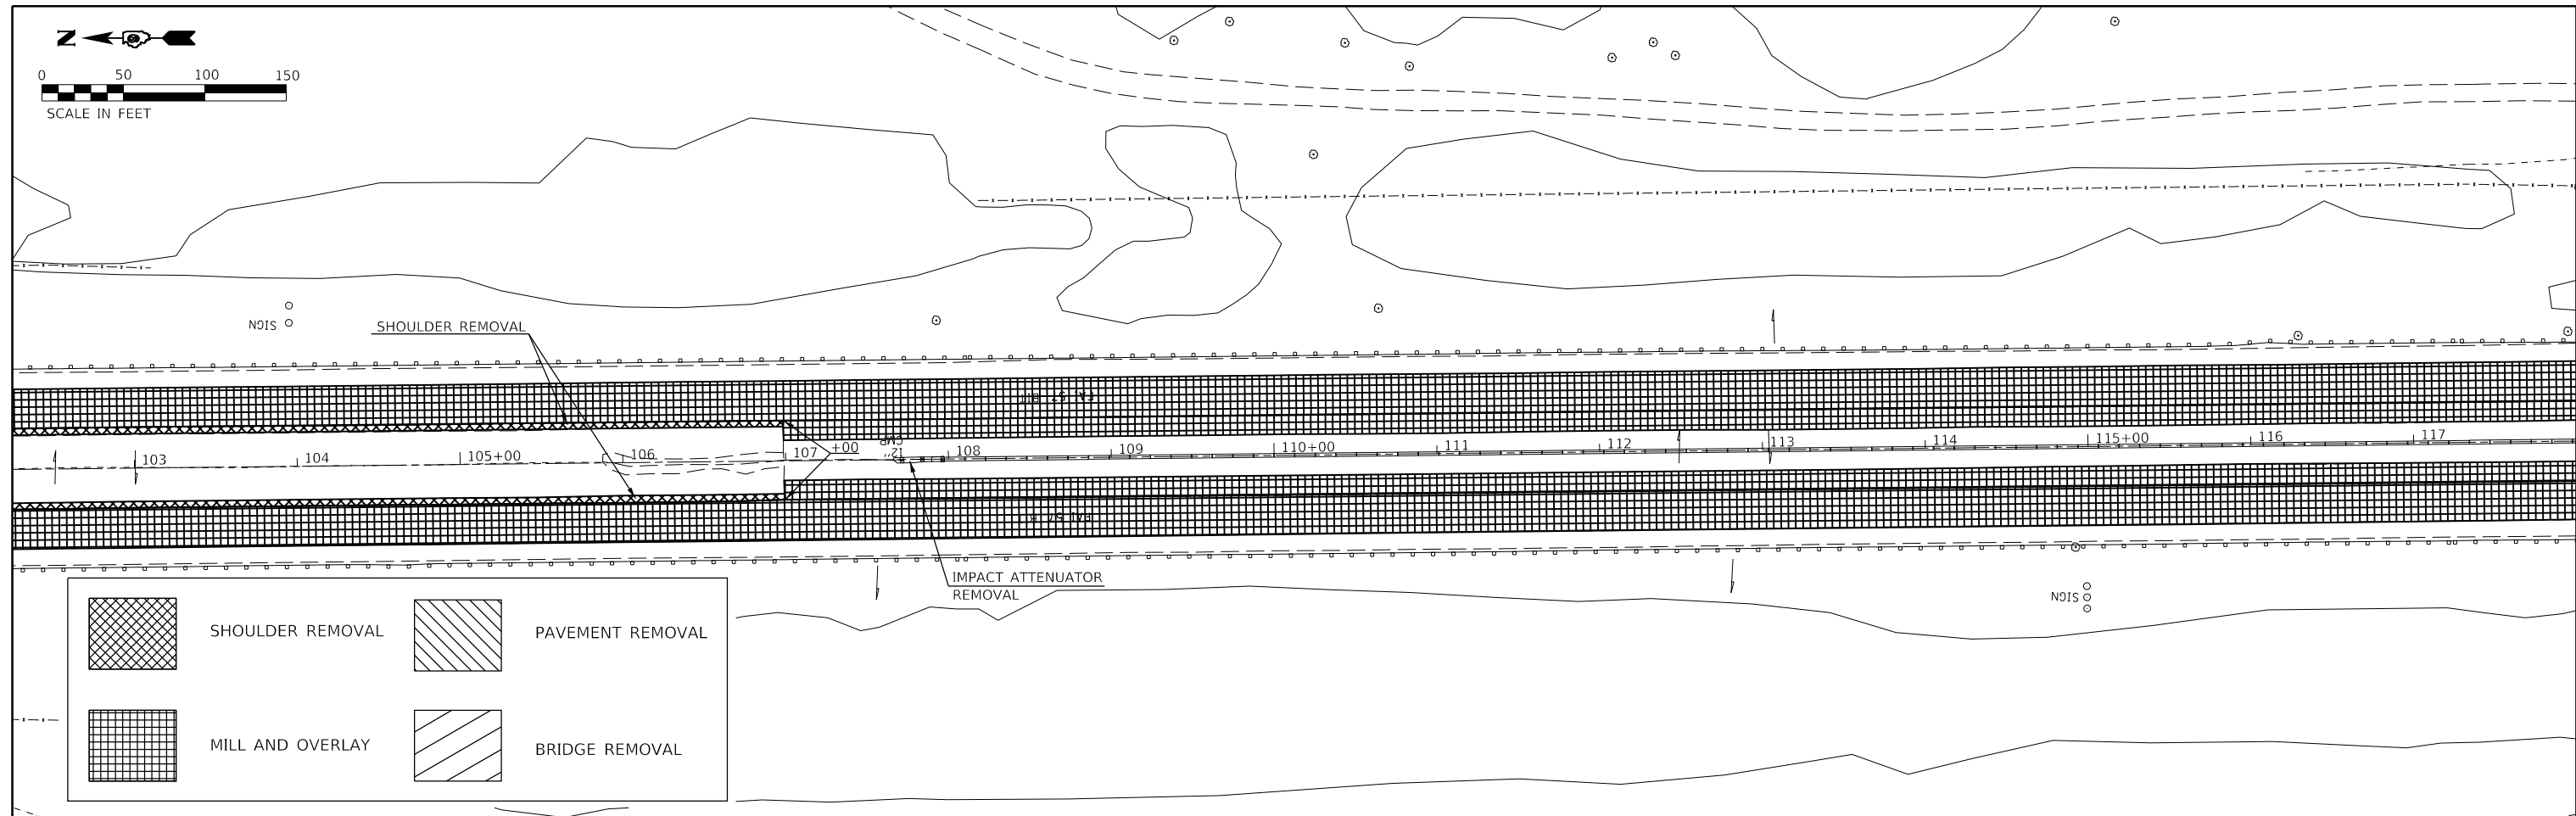 N
0 50 100 150
SCALE IN FEET
SIGN
SHOULDER REMOVAL
103 104 105+00 106 107 +00 108 109 110+00 111 112 113 114 115+00 116 117
CMP
12"
IMPACT ATTENUATOR
REMOVAL
SIGN
SHOULDER REMOVAL
PAVEMENT REMOVAL
MILL AND OVERLAY
BRIDGE REMOVAL